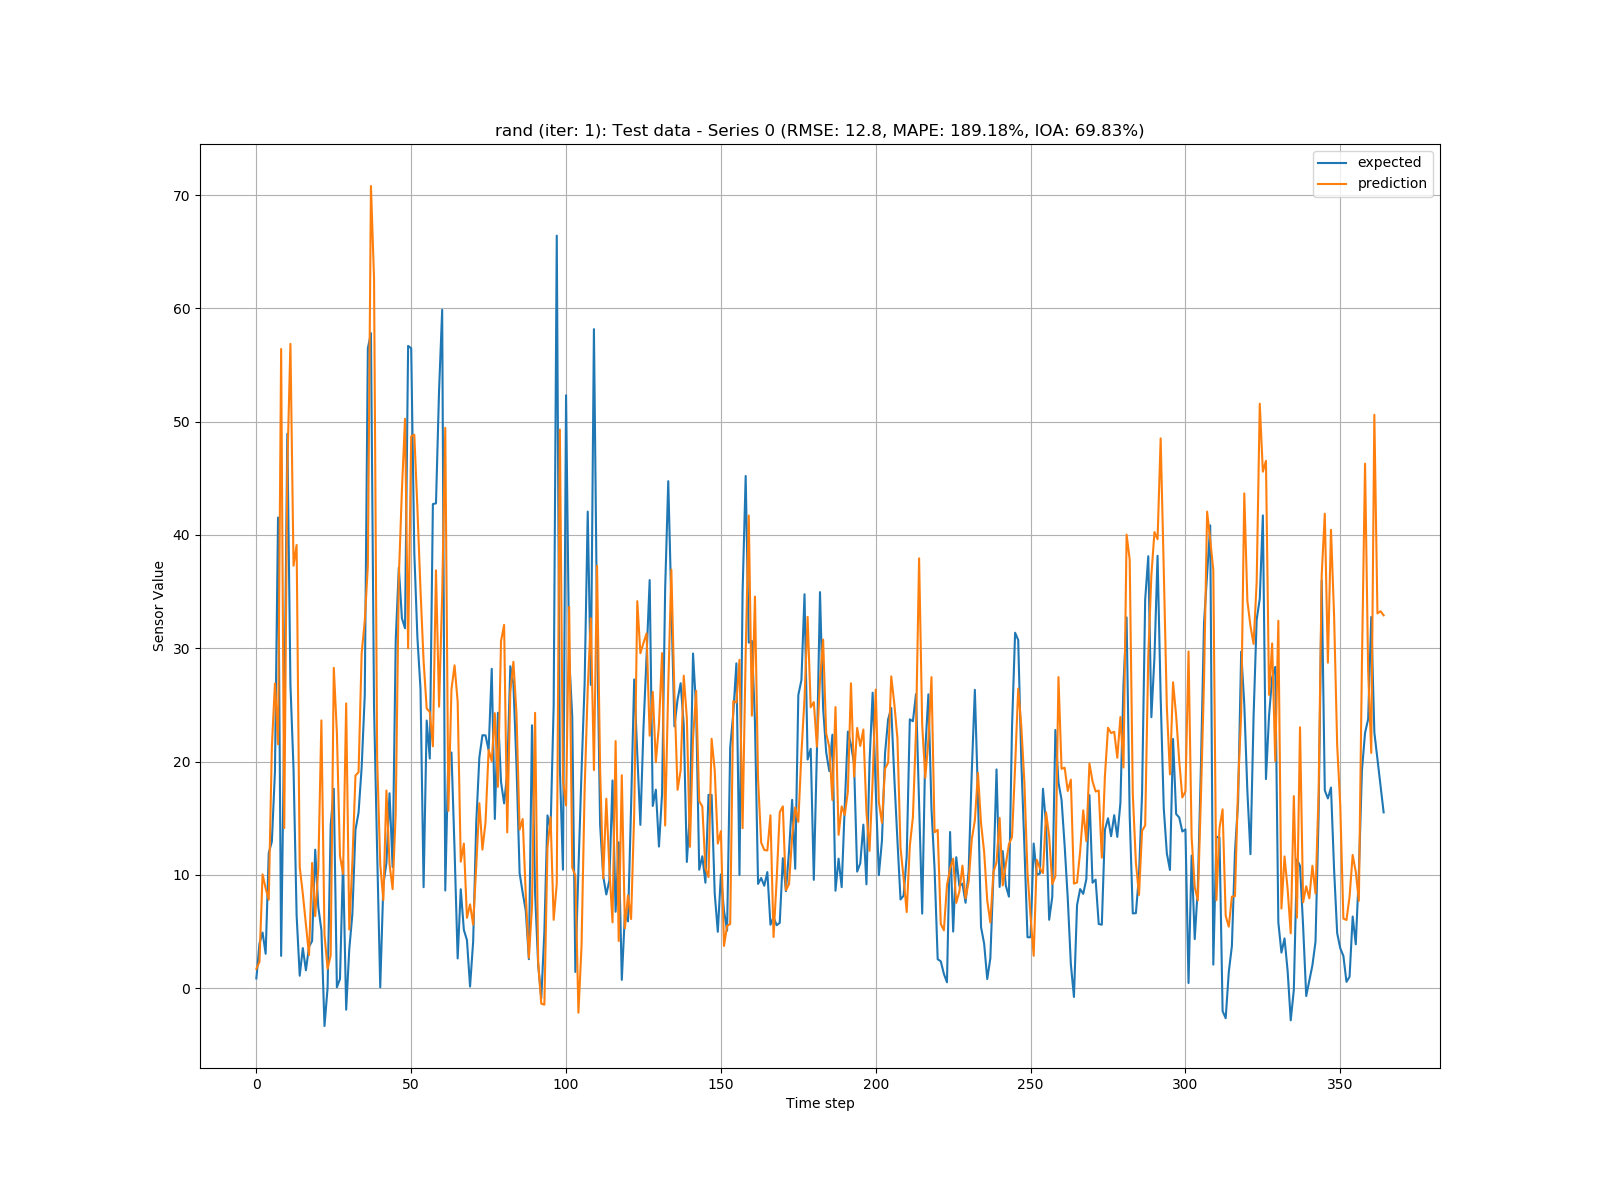 rand (iter: 1): Test data - Series 0 (RMSE: 12.8, MAPE: 189.18%, IOA: 69.83%)
expected
prediction
70
60
50
40
30
20
10
0
Sensor Value
0 50 100 150 200 250 300 350
Time step